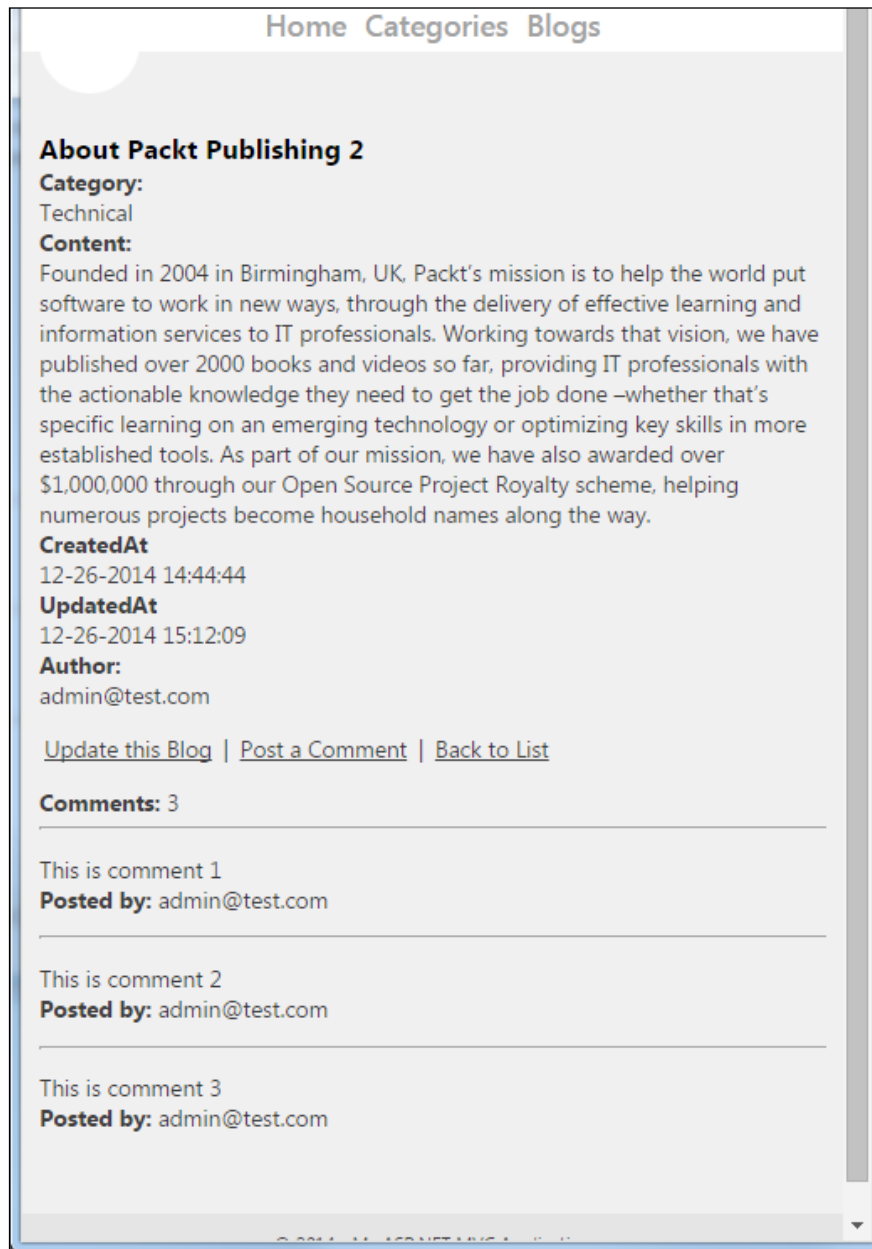 Home Categories Blogs
About Packt Publishing 2
Category:
Technical
Content:
Founded in 2004 in Birmingham, UK, Packt’s mission is to help the world put
software to work in new ways, through the delivery of effective learning and
information services to IT professionals. Working towards that vision, we have
published over 2000 books and videos so far, providing IT professionals with
the actionable knowledge they need to get the job done –whether that’s
specific learning on an emerging technology or optimizing key skills in more
established tools. As part of our mission, we have also awarded over
$1,000,000 through our Open Source Project Royalty scheme, helping
numerous projects become household names along the way.
CreatedAt
12-26-2014 14:44:44
UpdatedAt
12-26-2014 15:12:09
Author:
admin@test.com
Update this Blog | Post a Comment | Back to List
Comments: 3
This is comment 1
Posted by: admin@test.com
This is comment 2
Posted by: admin@test.com
This is comment 3
Posted by: admin@test.com